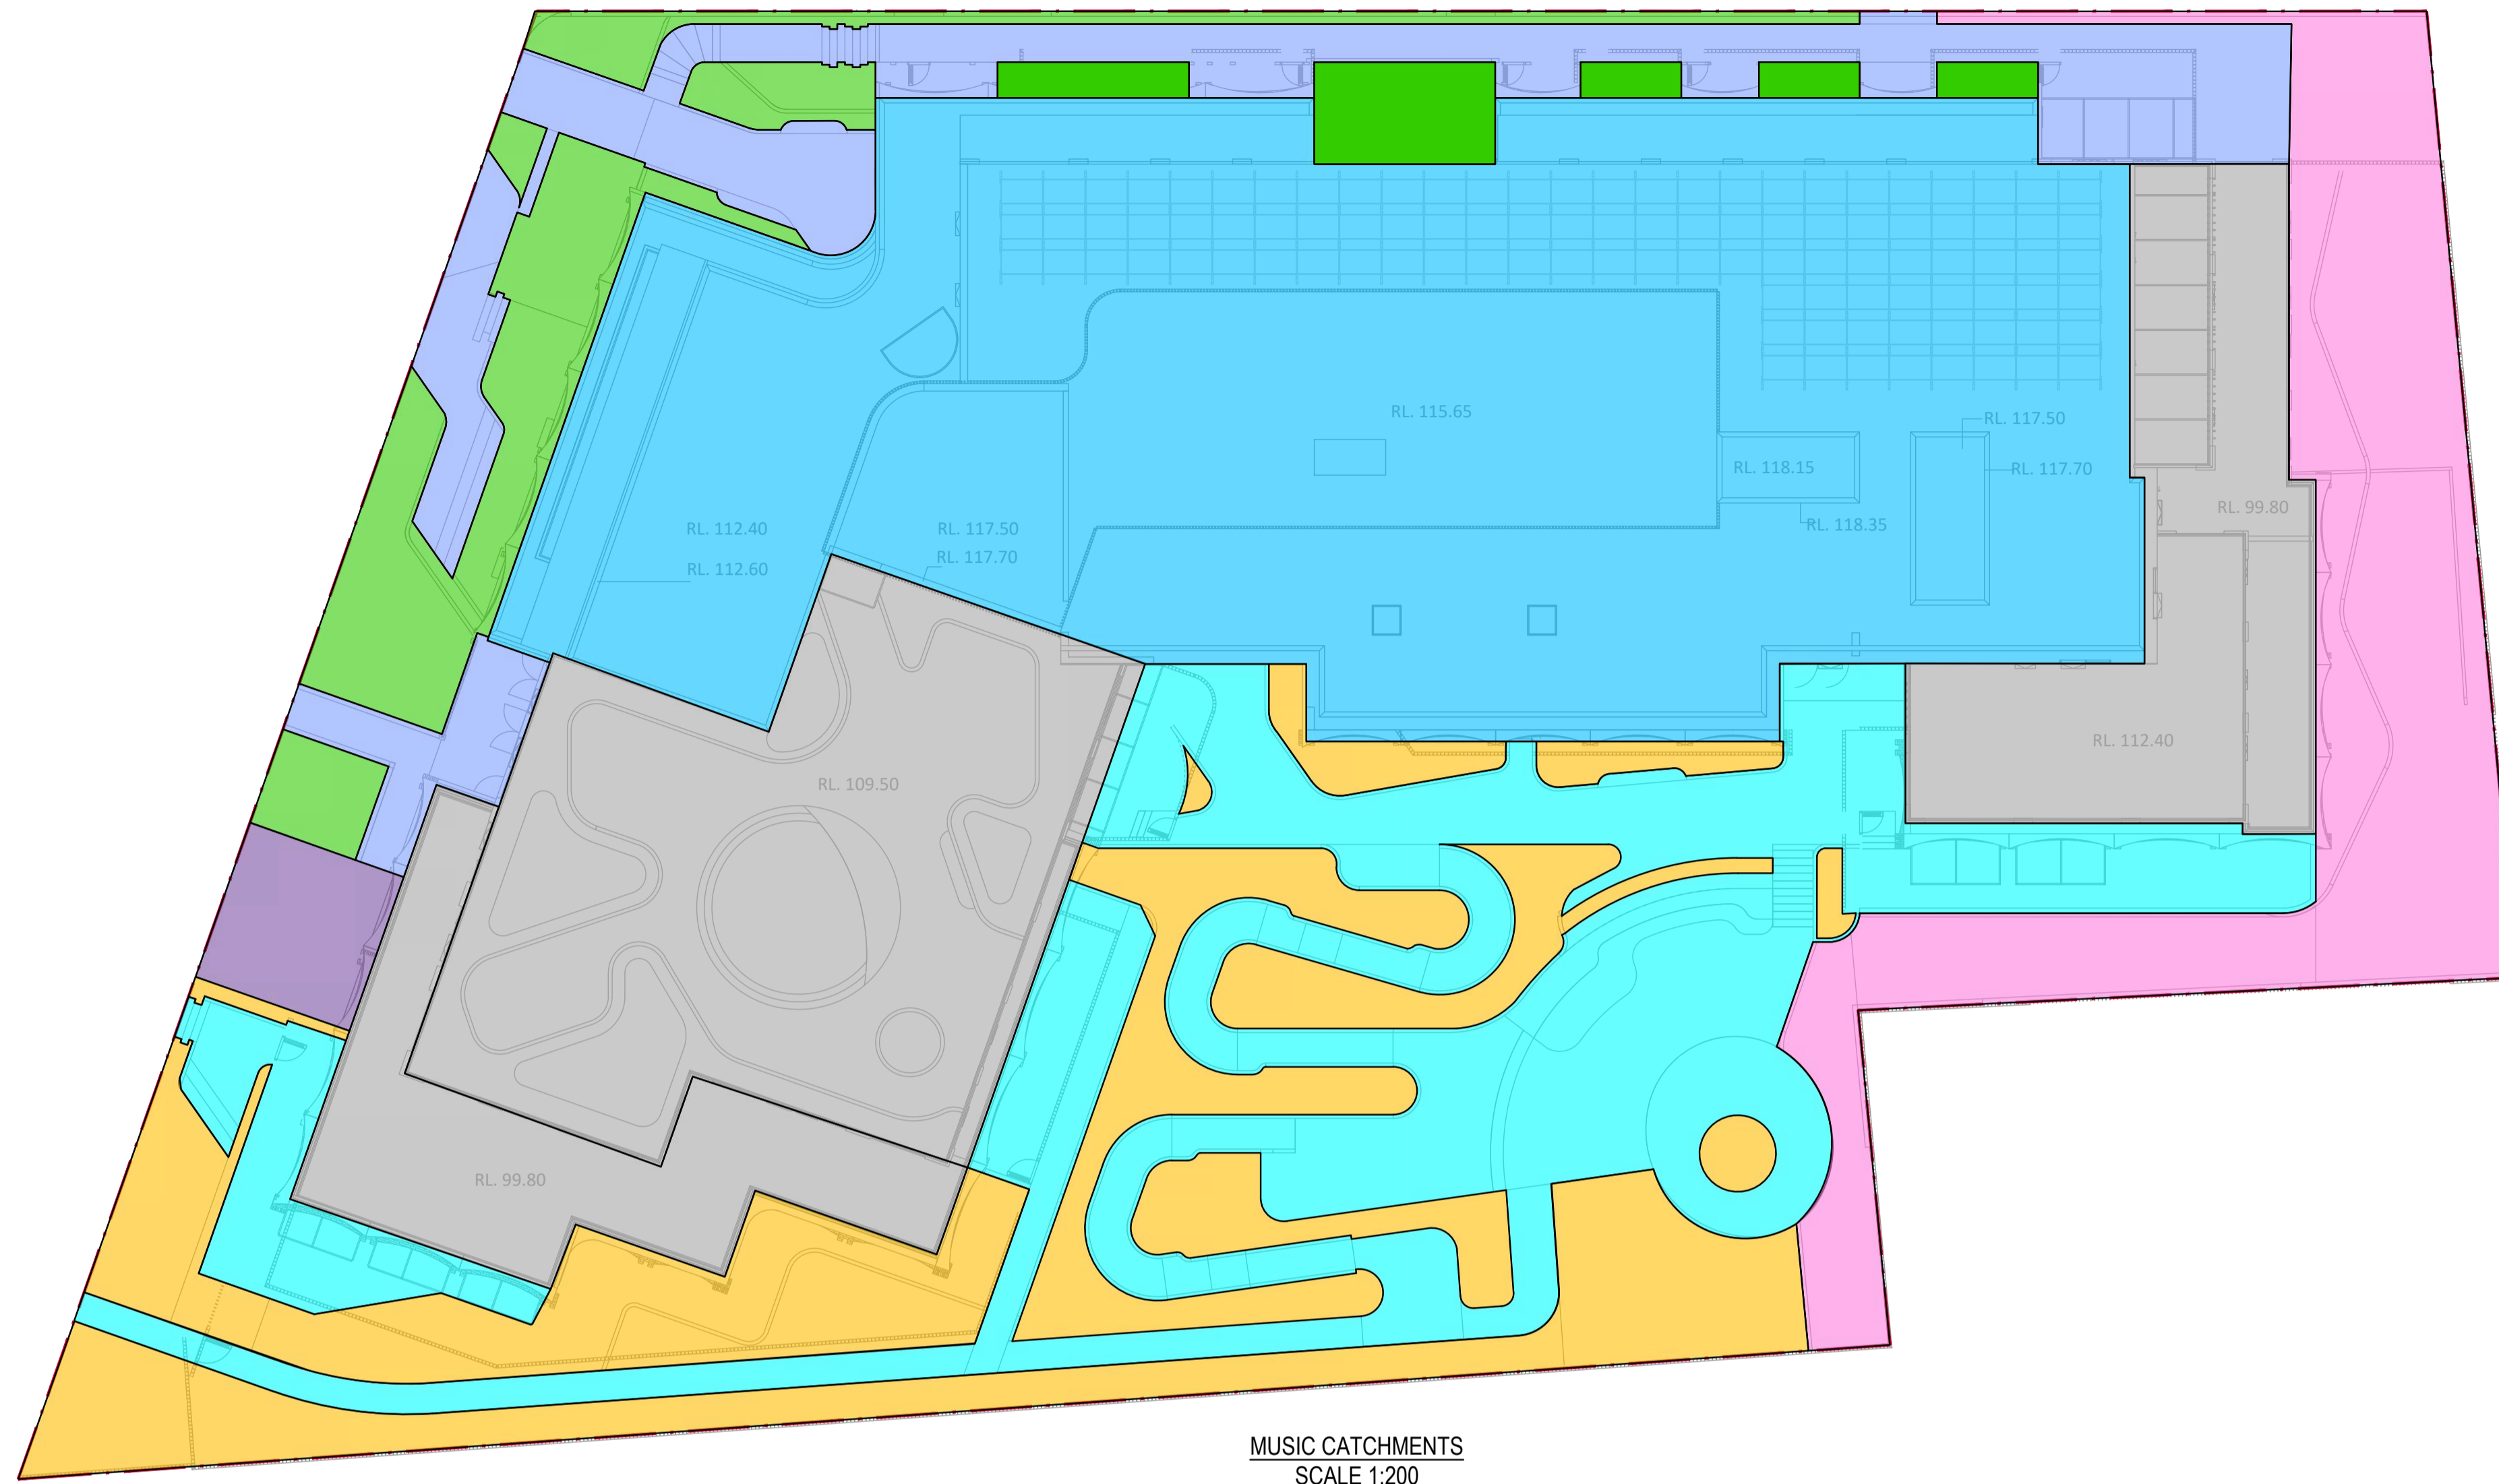 RL. 115.65
RL. 117.50
RL. 118.15
RL. 117.70
RL. 99.80
RL. 112.40
RL. 117.50
RL. 118.35
RL. 117.70
RL. 112.60
RL. 112.40
RL. 109.50
RL. 99.80
MUSIC CATCHMENTS
SCALE 1:200